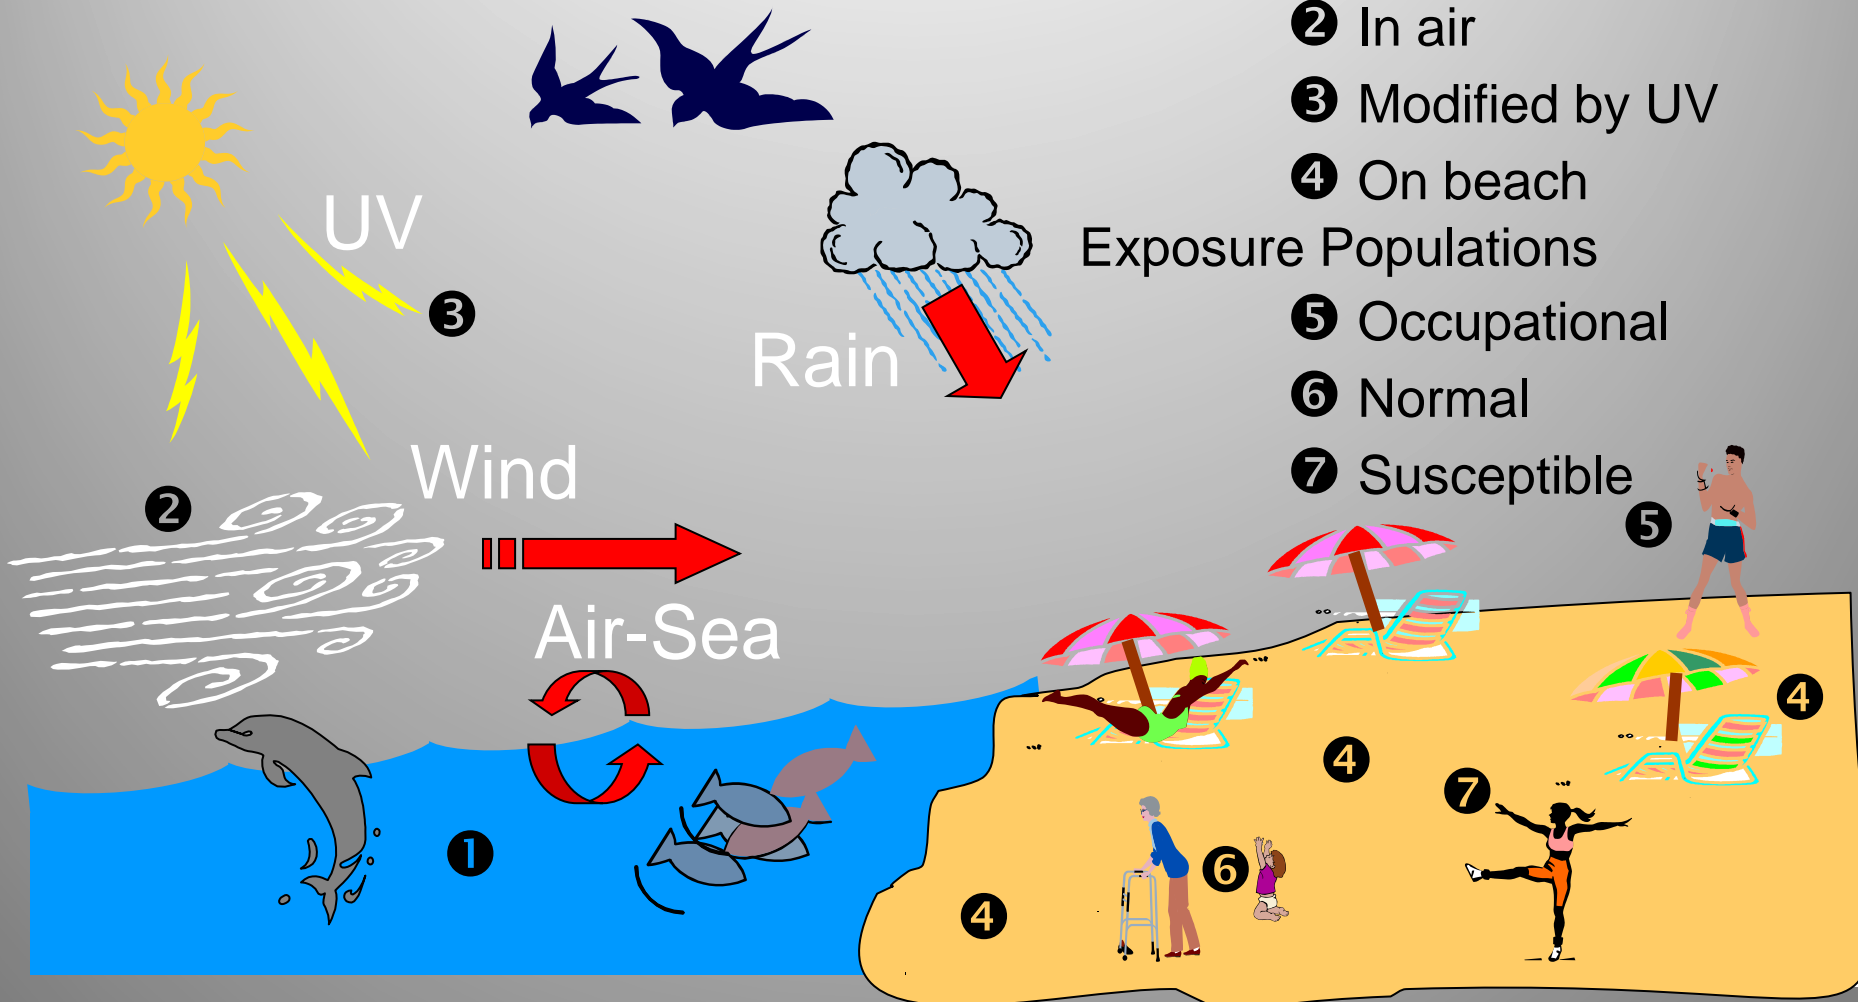 ❷ In air
❸ Modified by UV
❹ On beach
Exposure Populations
❺ Occupational
❻ Normal
❼ Susceptible
UV
❸
Rain
Wind
❷
❺
Air-Sea
❹
❹
❼
❶
❻
❹